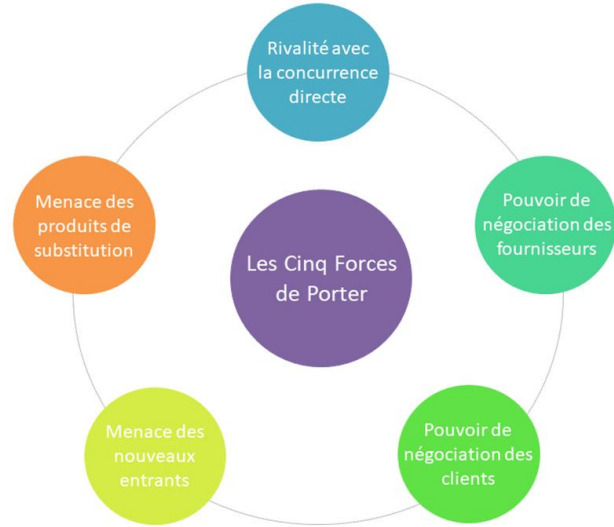 Rivalité avec
la concurrence
directe
Menace des
produits de
substitution
Pouvoir de
négociation des
fournisseurs
Les Cinq Forces
de Porter
Menace des
nouveaux
entrants
Pouvoir de
négociation des
clients